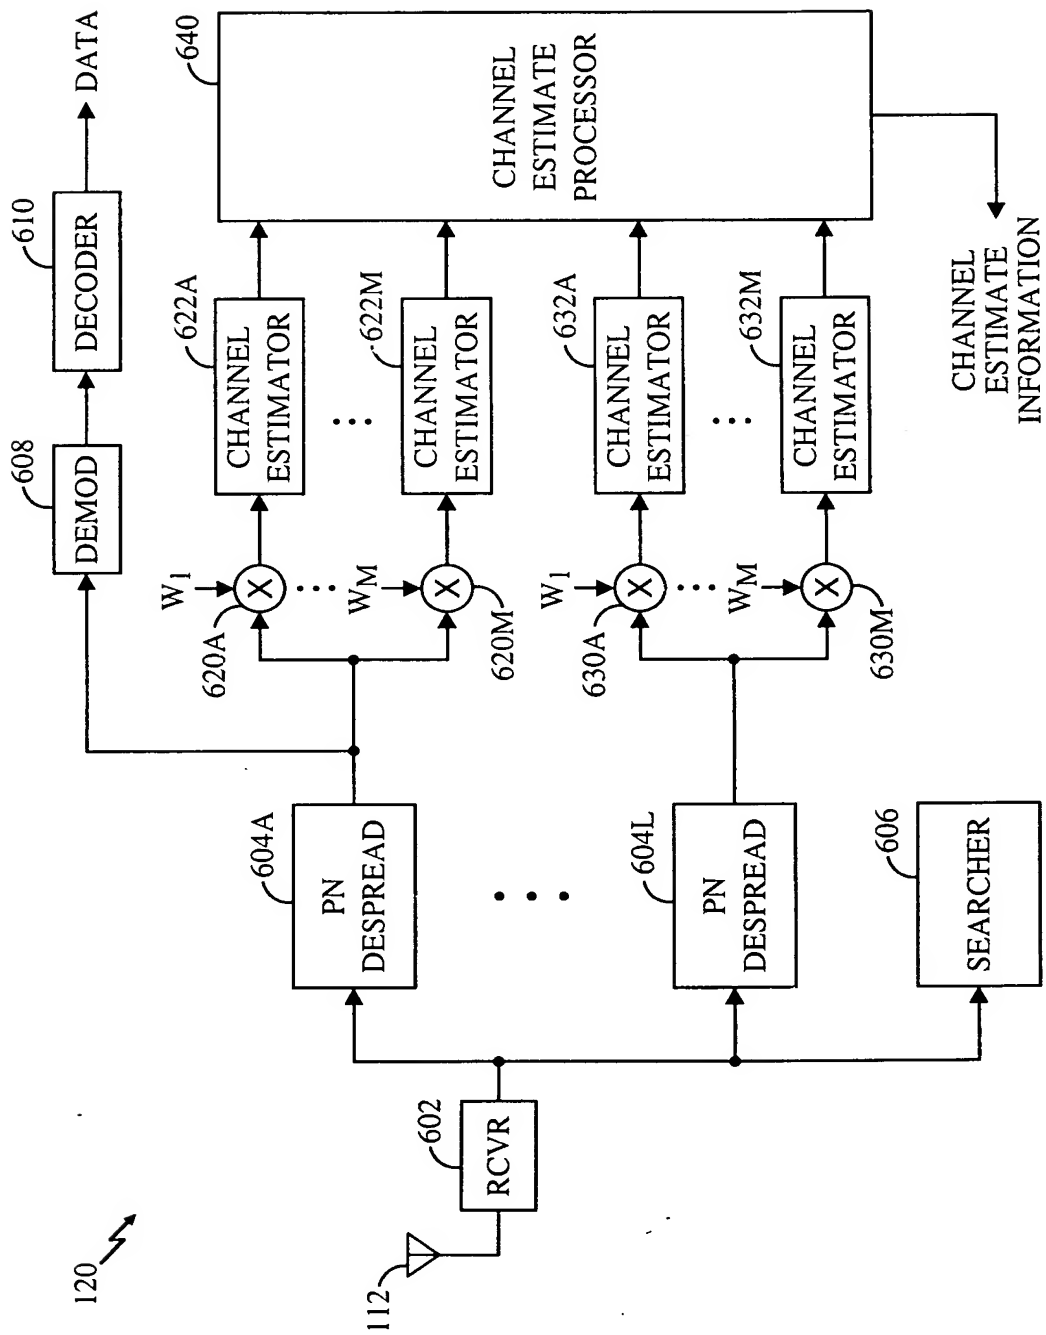 120
112
602
RCVR
604A
PN
DESPREAD
604L
PN
DESPREAD
606
SEARCHER
608
DEMOD
610
DECODER
DATA
W1
620A
WM
620M
622A
CHANNEL
ESTIMATOR
622M
CHANNEL
ESTIMATOR
W1
630A
WM
630M
632A
CHANNEL
ESTIMATOR
632M
CHANNEL
ESTIMATOR
640
CHANNEL
ESTIMATE
PROCESSOR
CHANNEL
ESTIMATE
INFORMATION
X
X
X
X